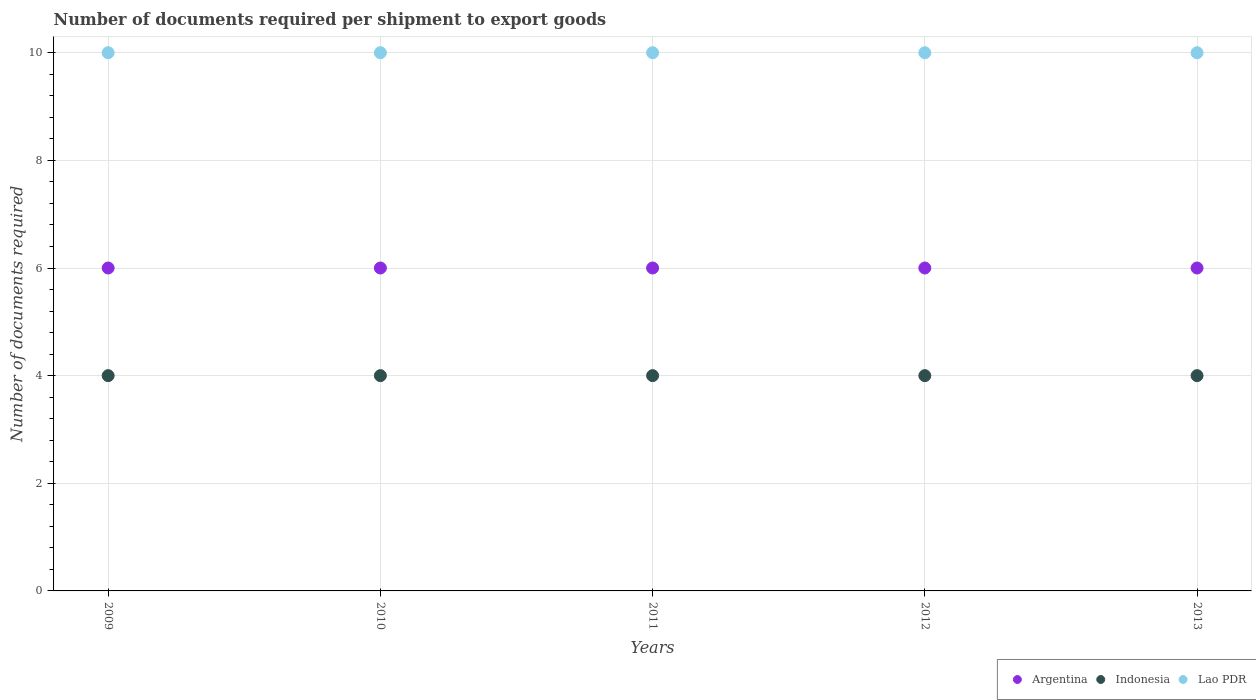 Number of documents required per shipment to export goods
Number of documents required
10
8
6
4
2
0
2009
2010
2011
2012
2013
Years
Argentina
Indonesia
Lao PDR